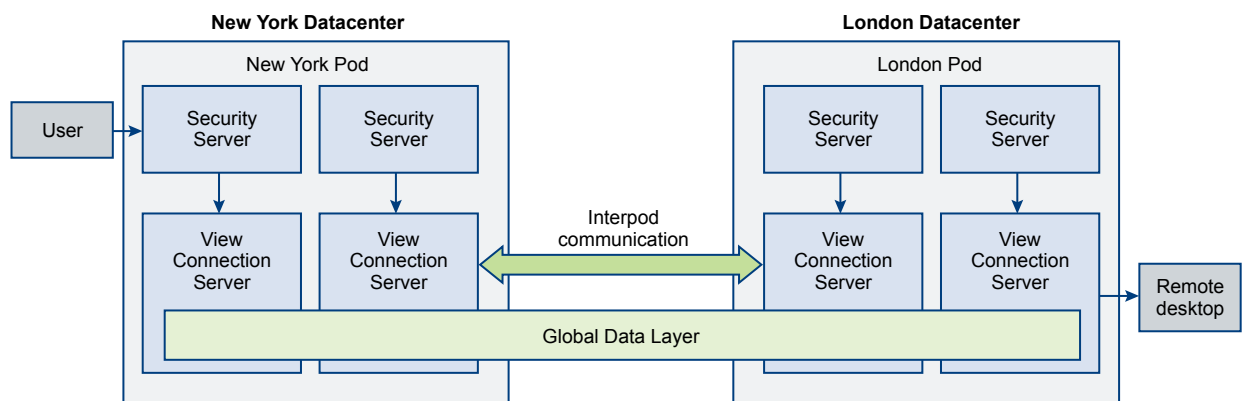 New York Datacenter
London Datacenter
New York Pod
London Pod
User
Security
Server
Security
Server
Security
Server
Security
Server
Interpod
communication
View
Connection
Server
View
Connection
Server
View
Connection
Server
View
Connection
Server
Remote
desktop
Global Data Layer